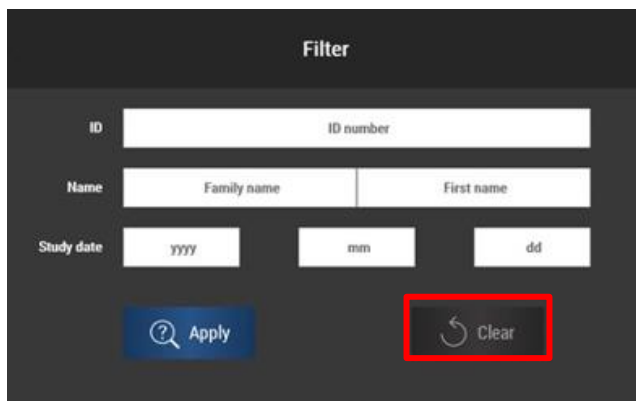 Filter
ID ID number
Name Family name First name
Study date yyyy mm dd
Apply Clear